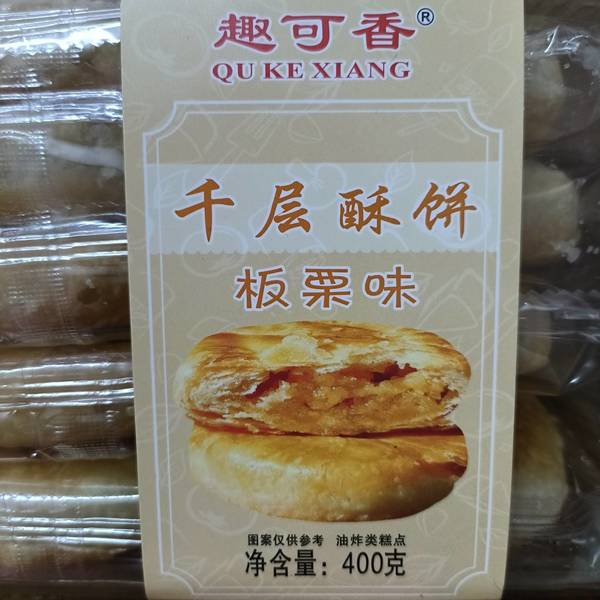 趣可香®
QU KE XIANG
千层酥饼
板栗味
图案仅供参考 油炸类糕点
净含量：400克